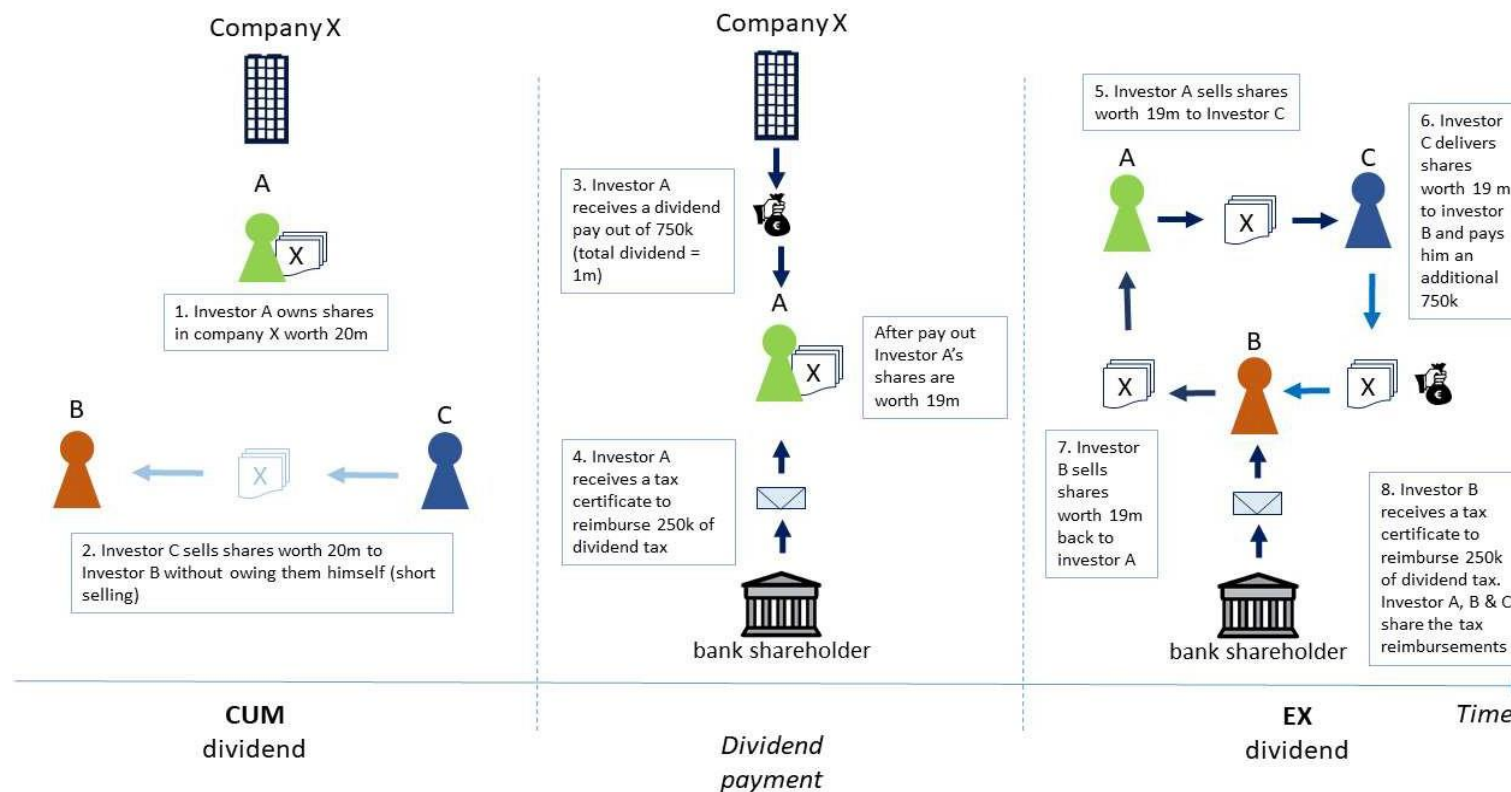 Company X
A
X
1. Investor A owns shares
in company X worth 20m
B
C
X
2. Investor C sells shares worth 20m to
Investor B without owing them himself (short
selling)
CUM
dividend
Company X
3. Investor A
receives a dividend
pay out of 750k
(total dividend =
1m)
€
A
X
After pay out
Investor A's
shares are
worth 19m
4. Investor A
receives a tax
certificate to
reimburse 250k of
dividend tax
bank shareholder
Dividend
payment
5. Investor A sells shares
worth 19m to Investor C
A
X
C
6. Investor
C delivers
shares
worth 19 m
to investor
B and pays
him an
additional
750k
B
X
X
€
7. Investor
B sells
shares
worth 19m
back to
investor A
8. Investor B
receives a tax
certificate to
reimburse 250k
of dividend tax.
Investor A, B & C
share the tax
reimbursements
bank shareholder
EX
dividend
Time